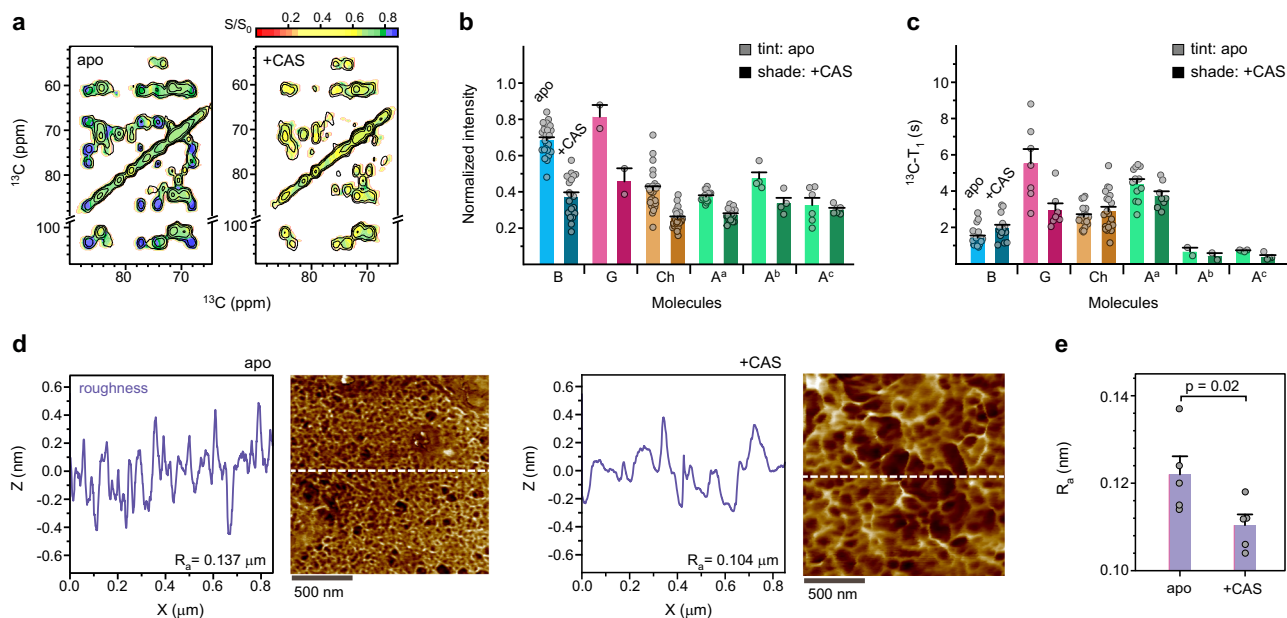 a
S/S₀
0.2 0.4 0.6 0.8
apo
+CAS
60
70
80
100
¹³C (ppm)
80 70
80 70
¹³C (ppm)
b
tint: apo
shade: +CAS
apo
+CAS
1.0
0.8
0.6
0.4
0.2
Normalized intensity
B G Ch Aᵃ Aᵇ Aᶜ
Molecules
c
tint: apo
shade: +CAS
apo
+CAS
10
8
6
4
2
¹³C-T₁ (s)
B G Ch Aᵃ Aᵇ Aᶜ
Molecules
d
apo
roughness
0.6
0.4
0.2
0.0
-0.2
-0.4
-0.6
Z (nm)
Rₐ= 0.137 μm
0.0 0.2 0.4 0.6 0.8
X (μm)
500 nm
+CAS
0.6
0.4
0.2
0.0
-0.2
-0.4
-0.6
Z (nm)
Rₐ= 0.104 μm
0.0 0.2 0.4 0.6 0.8
X (μm)
500 nm
e
p = 0.02
0.14
0.12
0.10
Rₐ (nm)
apo +CAS